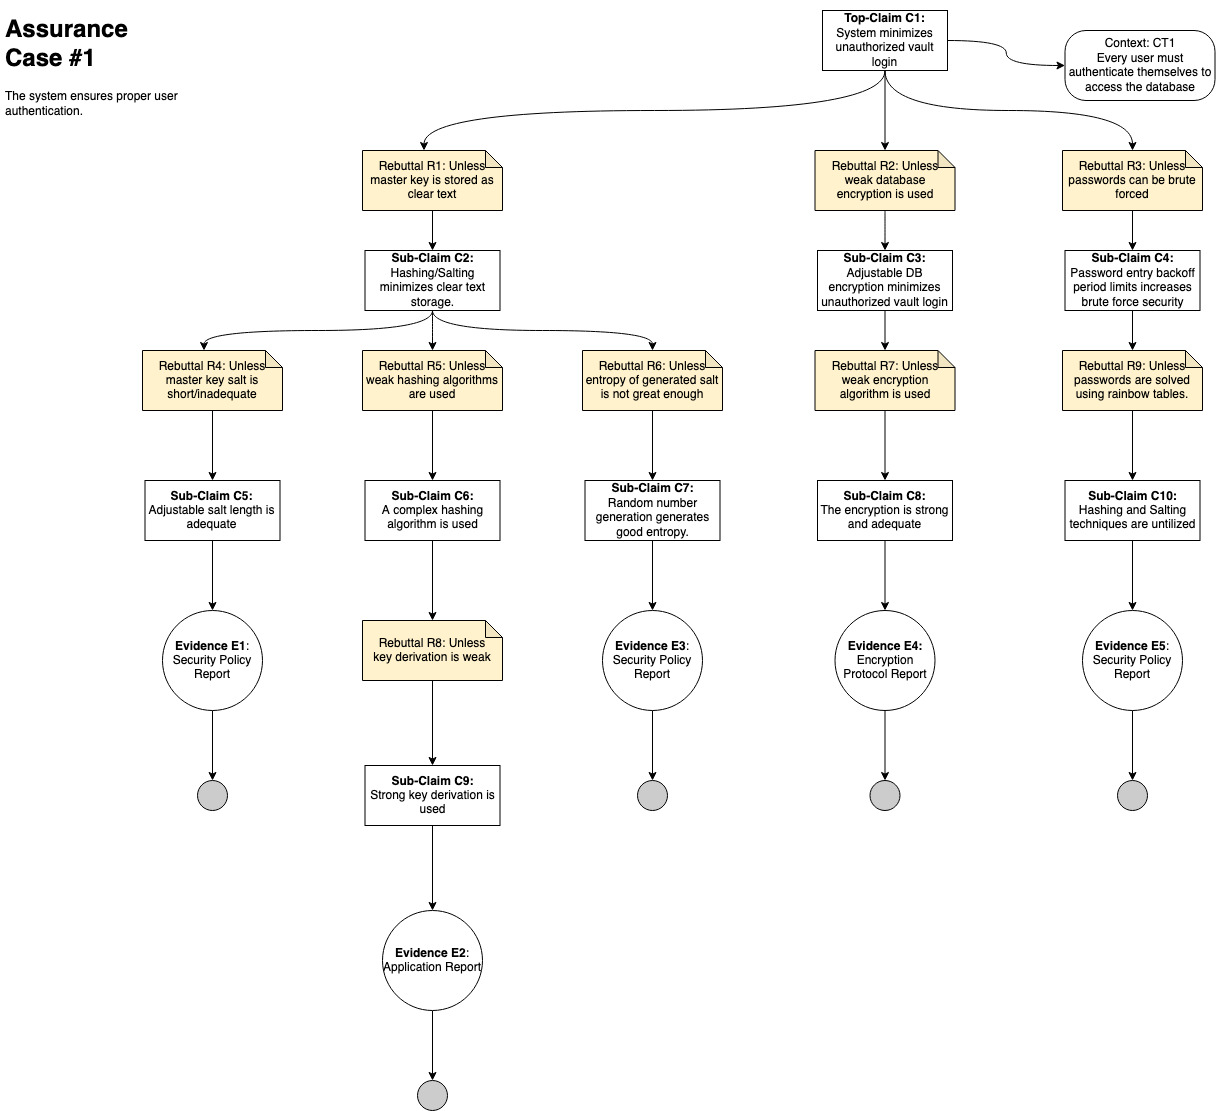 Assurance
Case #1
The system ensures proper user
authentication.
Top-Claim C1:
System minimizes
unauthorized vault
login
Context: CT1
Every user must
authenticate themselves to
access the database
Rebuttal R1: Unless
master key is stored as
clear text
Rebuttal R2: Unless
weak database
encryption is used
Rebuttal R3: Unless
passwords can be brute
forced
Sub-Claim C2:
Hashing/Salting
minimizes clear text
storage.
Sub-Claim C3:
Adjustable DB
encryption minimizes
unauthorized vault login
Sub-Claim C4:
Password entry backoff
period limits increases
brute force security
Rebuttal R4: Unless
master key salt is
short/inadequate
Rebuttal R5: Unless
weak hashing algorithms
are used
Rebuttal R6: Unless
entropy of generated salt
is not great enough
Rebuttal R7: Unless
weak encryption
algorithm is used
Rebuttal R9: Unless
passwords are solved
using rainbow tables.
Sub-Claim C5:
Adjustable salt length is
adequate
Sub-Claim C6:
A complex hashing
algorithm is used
Sub-Claim C7:
Random number
generation generates
good entropy.
Sub-Claim C8:
The encryption is strong
and adequate
Sub-Claim C10:
Hashing and Salting
techniques are untilized
Evidence E1:
Security Policy
Report
Rebuttal R8: Unless
key derivation is weak
Evidence E3:
Security Policy
Report
Evidence E4:
Encryption
Protocol Report
Evidence E5:
Security Policy
Report
Sub-Claim C9:
Strong key derivation is
used
Evidence E2:
Application Report